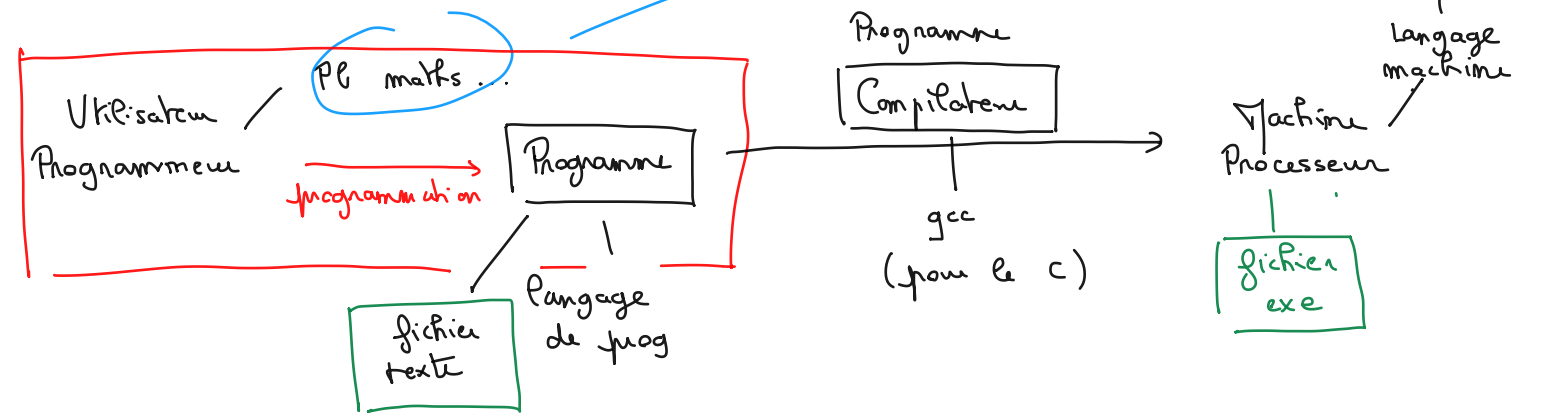 Pb maths ...
Utilisateur
Programmeur
programmation
Programme
fichier
texte
langage
de prog
Programme
Compilateur
gcc
(pour le C)
Langage
machine
Machine
Processeur
fichier
exe